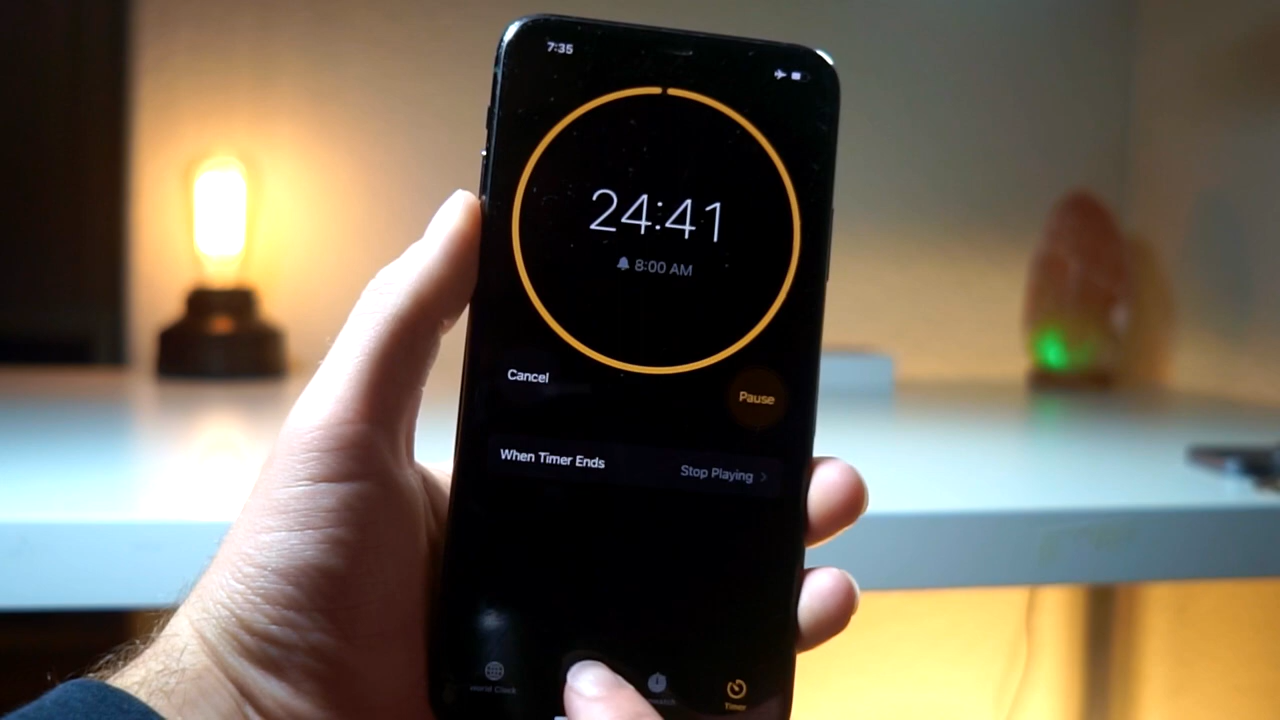 7:35
24:41
8:00 AM
Cancel
Pause
When Timer Ends
Stop Playing
World Clock
Timer